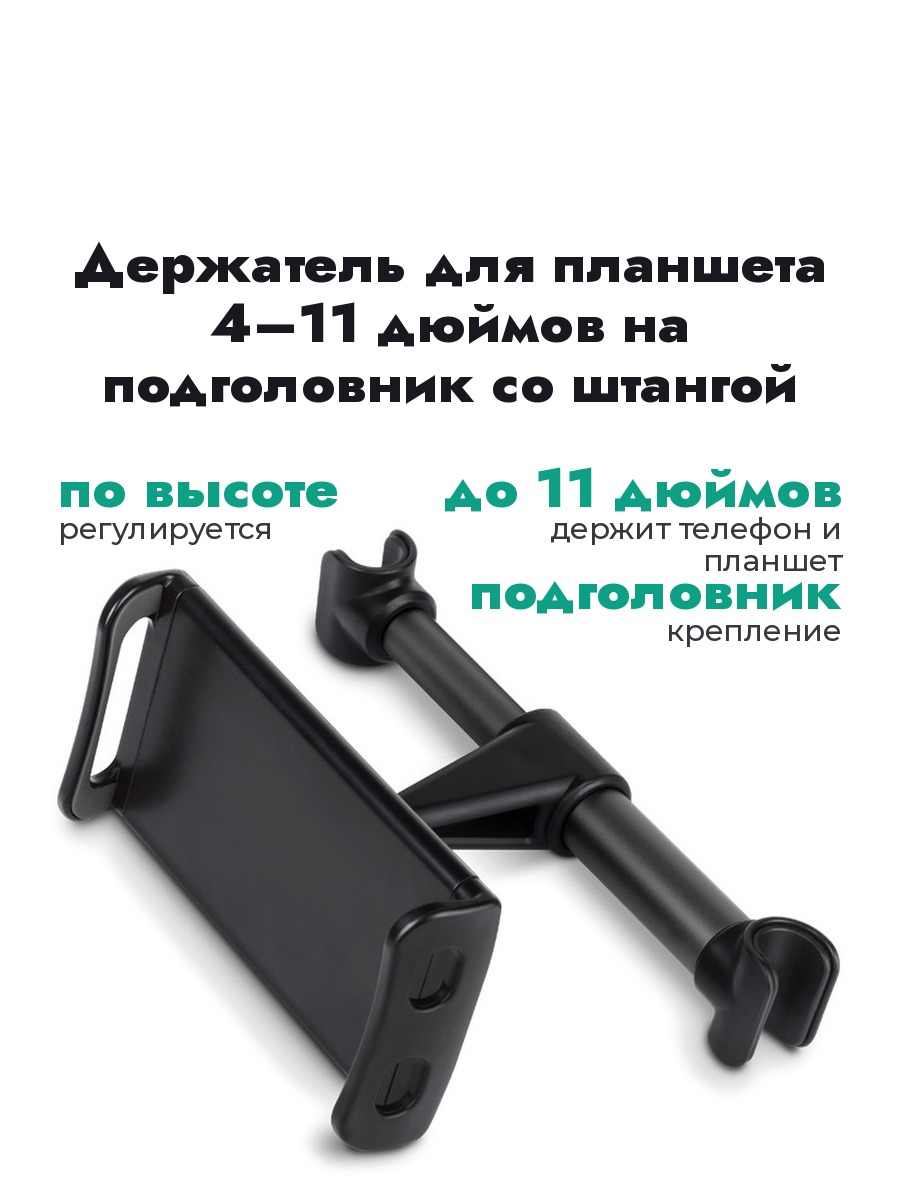 Держатель для планшета
4–11 дюймов на
подголовник со штангой
по высоте
регулируется
до 11 дюймов
держит телефон и
планшет
подголовник
крепление